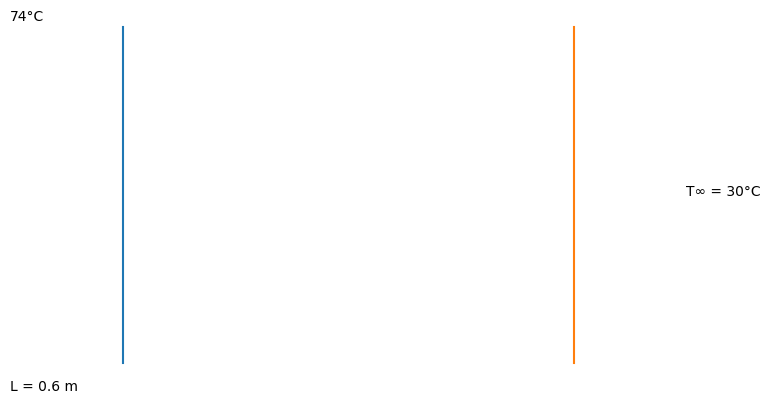 74°C
T∞ = 30°C
L = 0.6 m